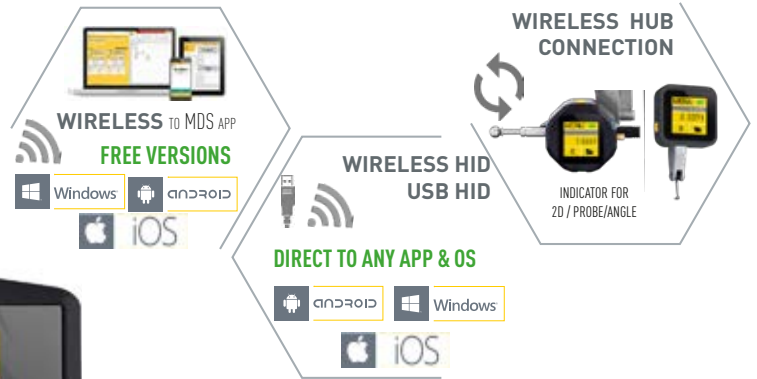 WIRELESS TO MDS APP
FREE VERSIONS
Windows
ANDROID
iOS
WIRELESS HID
USB HID
DIRECT TO ANY APP & OS
ANDROID
Windows
iOS
WIRELESS HUB
CONNECTION
INDICATOR FOR
2D / PROBE/ANGLE